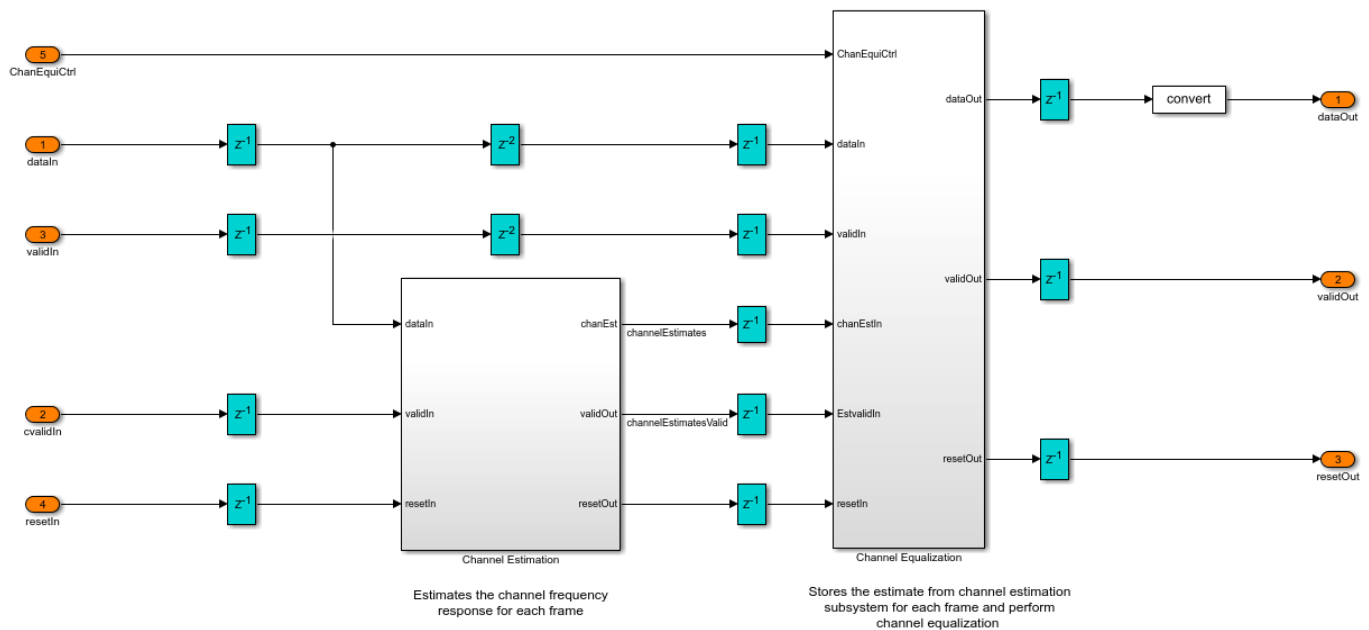 5
ChanEquiCtrl
ChanEquiCtrl
dataOut
z-1
convert
1
dataOut
1
dataIn
z-1
z-2
z-1
dataIn
3
validIn
z-1
z-2
z-1
validIn
validOut
z-1
2
validOut
dataIn
chanEst
channelEstimates
z-1
chanEstIn
2
cvalidIn
z-1
validIn
validOut
channelEstimatesValid
z-1
EstvalidIn
resetOut
z-1
3
resetOut
4
resetIn
z-1
resetIn
resetOut
z-1
resetIn
Channel Estimation
Channel Equalization
Estimates the channel frequency
response for each frame
Stores the estimate from channel estimation
subsystem for each frame and perform
channel equalization